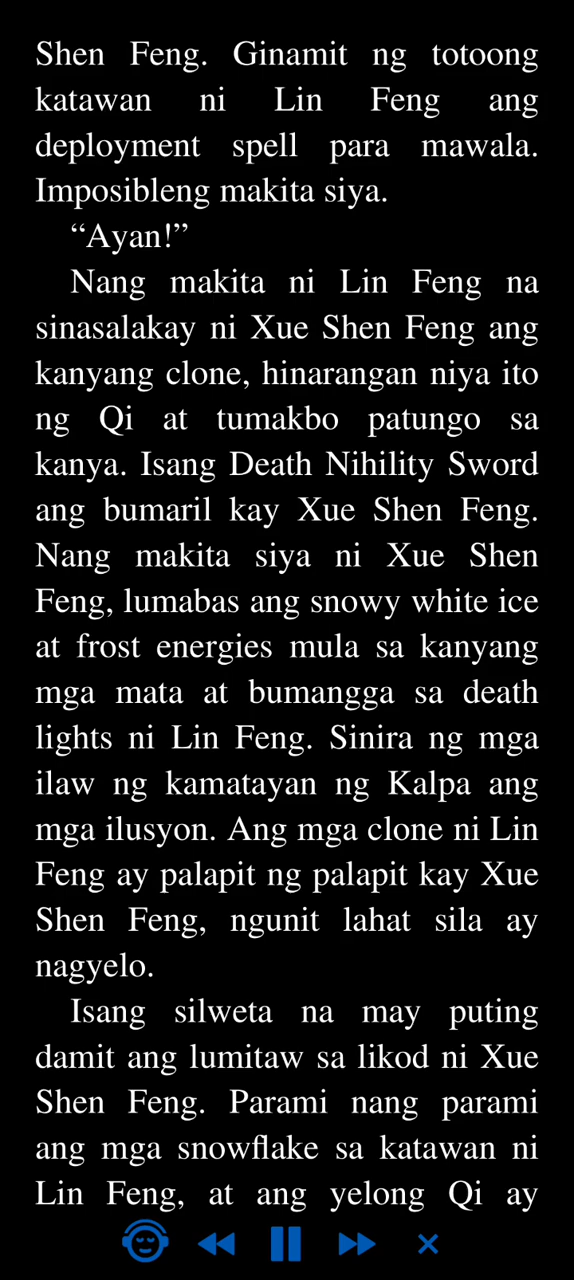 Shen Feng. Ginamit ng totoong
katawan ni Lin Feng ang
deployment spell para mawala.
Imposibleng makita siya.
“Ayan!”
Nang makita ni Lin Feng na
sinasalakay ni Xue Shen Feng ang
kanyang clone, hinarangan niya ito
ng Qi at tumakbo patungo sa
kanya. Isang Death Nihility Sword
ang bumaril kay Xue Shen Feng.
Nang makita siya ni Xue Shen
Feng, lumabas ang snowy white ice
at frost energies mula sa kanyang
mga mata at bumangga sa death
lights ni Lin Feng. Sinira ng mga
ilaw ng kamatayan ng Kalpa ang
mga ilusyon. Ang mga clone ni Lin
Feng ay palapit ng palapit kay Xue
Shen Feng, ngunit lahat sila ay
nagyelo.
Isang silweta na may puting
damit ang lumitaw sa likod ni Xue
Shen Feng. Parami nang parami
ang mga snowflake sa katawan ni
Lin Feng, at ang yelong Qi ay